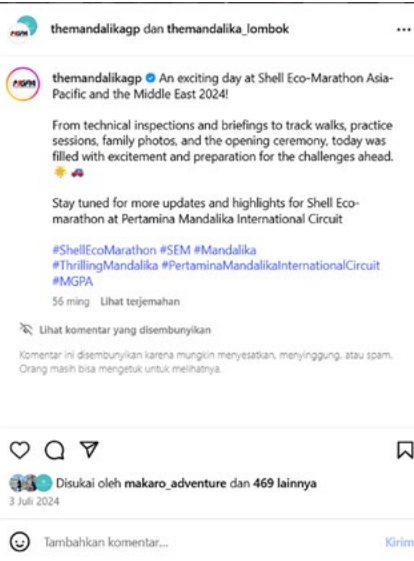 themandalikagp dan themandalika_lombok
MGPA
MGPA
themandalikagp An exciting day at Shell Eco-Marathon Asia-
Pacific and the Middle East 2024!
From technical inspections and briefings to track walks, practice
sessions, family photos, and the opening ceremony, today was
filled with excitement and preparation for the challenges ahead.
☀️ 🚗
Stay tuned for more updates and highlights for Shell Eco-
marathon at Pertamina Mandalika International Circuit
#ShellEcoMarathon #SEM #Mandalika
#ThrillingMandalika #PertaminaMandalikaInternationalCircuit
#MGPA
56 ming Lihat terjemahan
Lihat komentar yang disembunyikan
Komentar ini disembunyikan karena mungkin menyesatkan, menyinggung, atau spam.
Orang masih bisa mengetuk untuk melihatnya.
Disukai oleh makaro_adventure dan 469 lainnya
3 Juli 2024
Tambahkan komentar...
Kirim